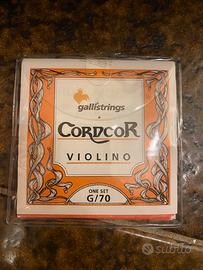 gallistrings
CORDCOR
VIOLINO
ONE SET
G/70
Subito